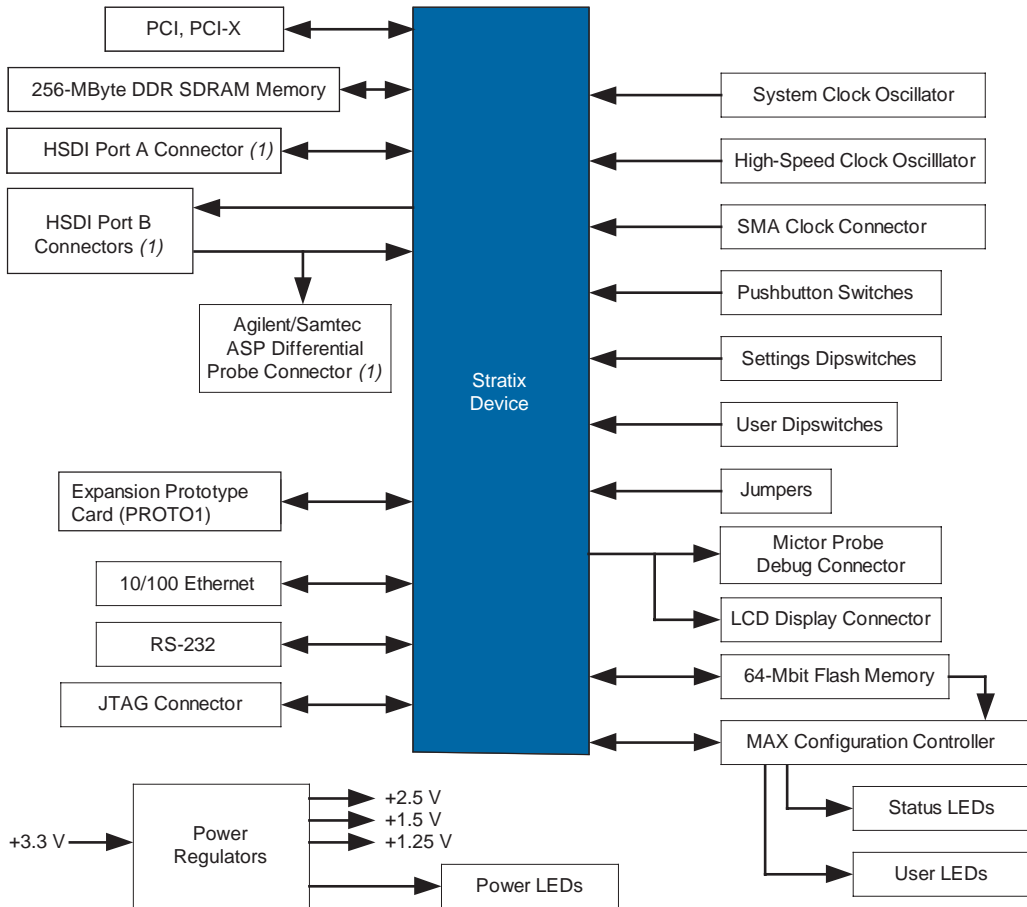 PCI, PCI-X
256-MByte DDR SDRAM Memory
HSDI Port A Connector (1)
HSDI Port B
Connectors (1)
Agilent/Samtec
ASP Differential
Probe Connector (1)
Expansion Prototype
Card (PROTO1)
10/100 Ethernet
RS-232
JTAG Connector
Stratix
Device
System Clock Oscillator
High-Speed Clock Oscilllator
SMA Clock Connector
Pushbutton Switches
Settings Dipswitches
User Dipswitches
Jumpers
Mictor Probe
Debug Connector
LCD Display Connector
64-Mbit Flash Memory
MAX Configuration Controller
Status LEDs
User LEDs
+3.3 V
Power
Regulators
+2.5 V
+1.5 V
+1.25 V
Power LEDs